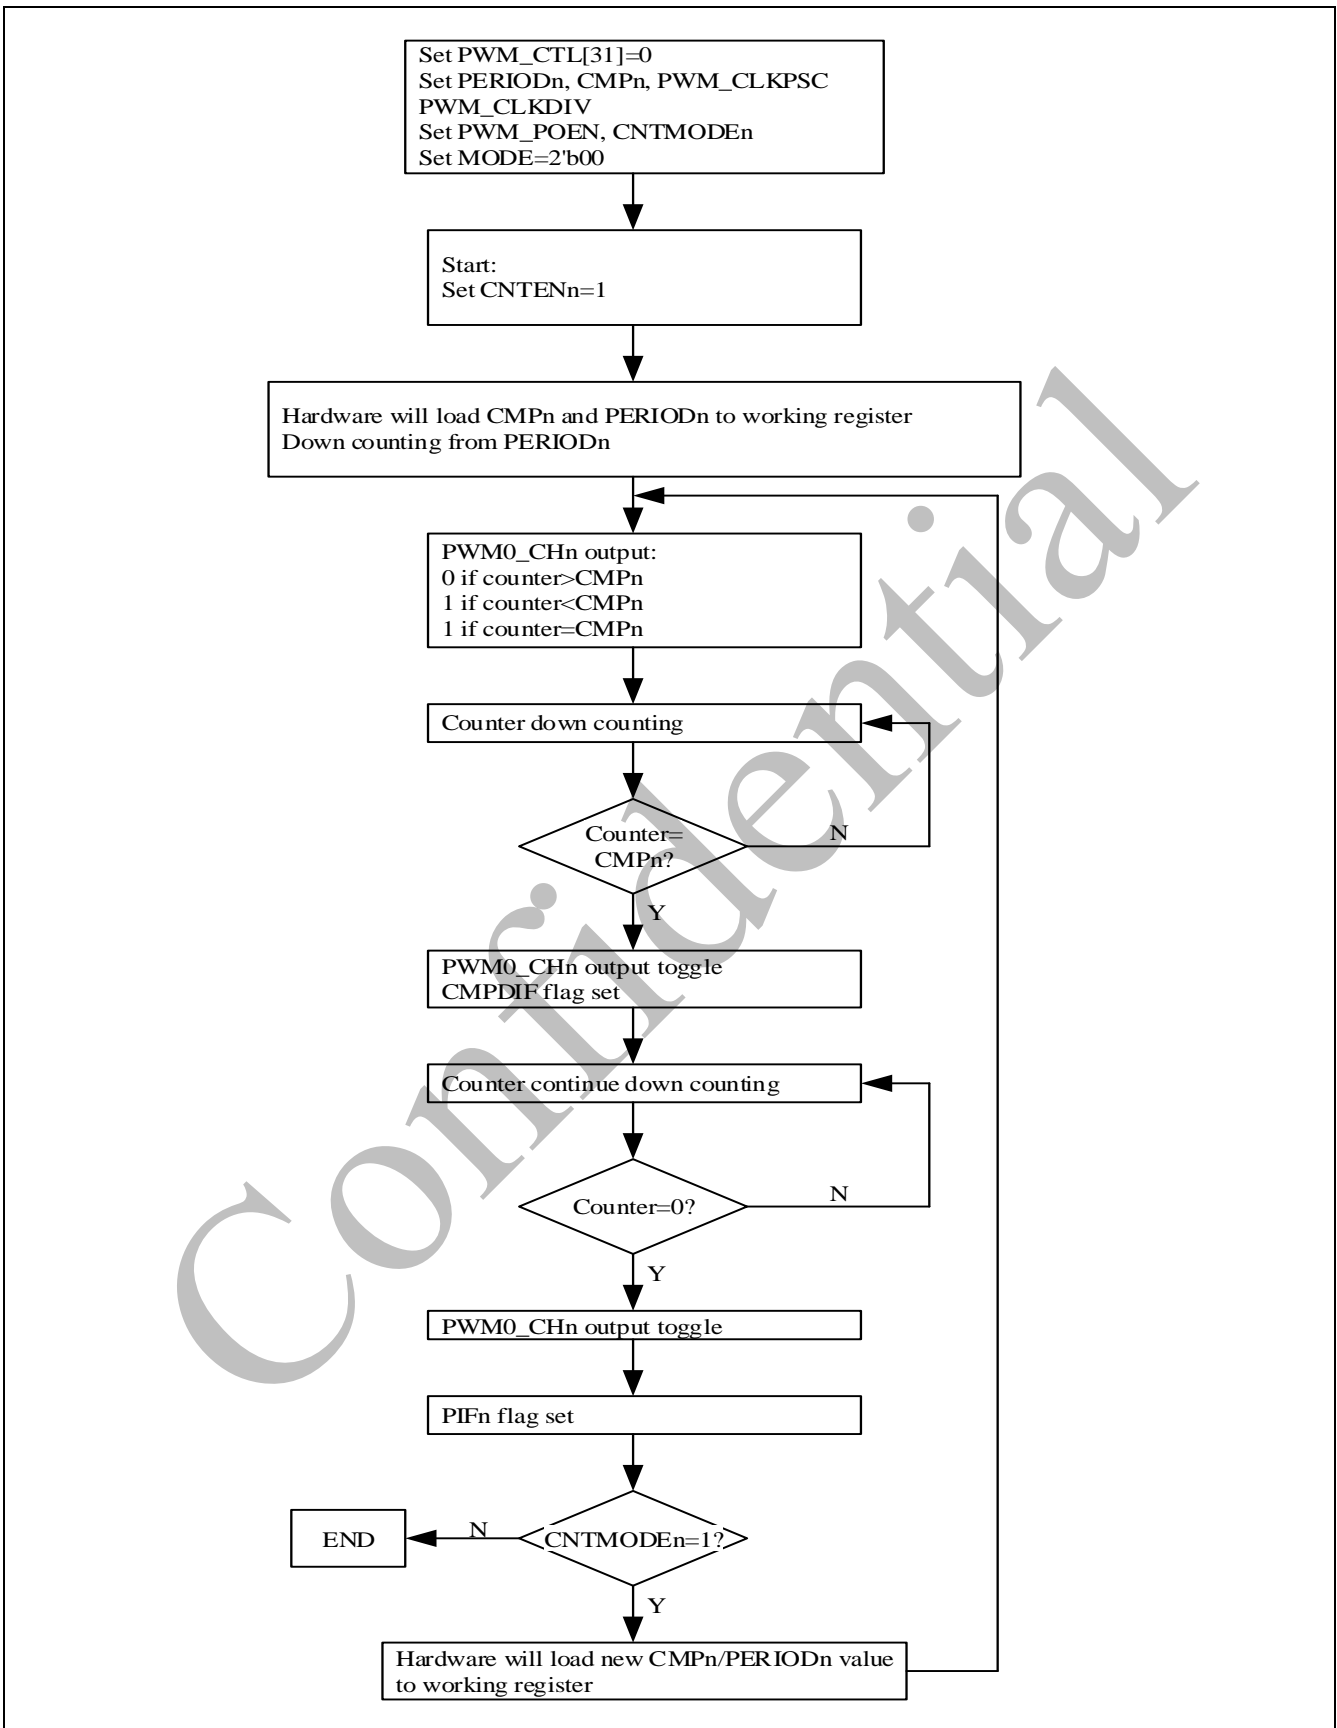 Set PWM_CTL[31]=0
Set PERIODn, CMPn, PWM_CLKPSC
PWM_CLKDIV
Set PWM_POEN, CNTMODEn
Set MODE=2'b00
Start:
Set CNTENn=1
Hardware will load CMPn and PERIODn to working register
Down counting from PERIODn
PWM0_CHn output:
0 if counter>CMPn
1 if counter<CMPn
1 if counter=CMPn
Counter down counting
Counter=
CMPn?
N
Y
PWM0_CHn output toggle
CMPDIF flag set
Counter continue down counting
Counter=0?
N
Y
PWM0_CHn output toggle
PIFn flag set
CNTMODEn=1?
N
END
Y
Hardware will load new CMPn/PERIODn value
to working register
Confidential